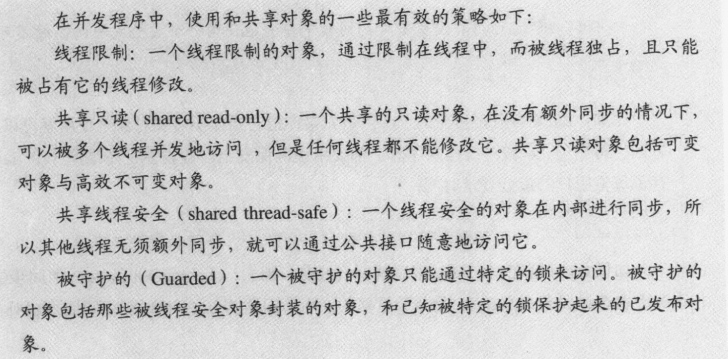 在并发程序中，使用和共享对象的一些最有效的策略如下：
线程限制：一个线程限制的对象，通过限制在线程中，而被线程独占，且只能
被占有它的线程修改。
共享只读（shared read-only）：一个共享的只读对象，在没有额外同步的情况下，
可以被多个线程并发地访问 ，但是任何线程都不能修改它。共享只读对象包括可变
对象与高效不可变对象。
共享线程安全（shared thread-safe）：一个线程安全的对象在内部进行同步，所
以其他线程无须额外同步，就可以通过公共接口随意地访问它。
被守护的（Guarded）：一个被守护的对象只能通过特定的锁来访问。被守护的
对象包括那些被线程安全对象封装的对象，和已知被特定的锁保护起来的已发布对
象。